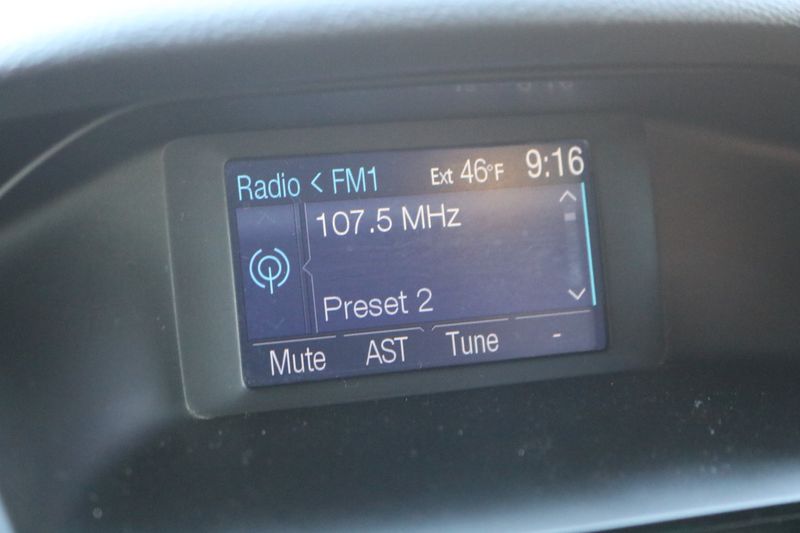 Radio < FM1 Ext 46°F 9:16
107.5 MHz
Preset 2
Mute AST Tune -